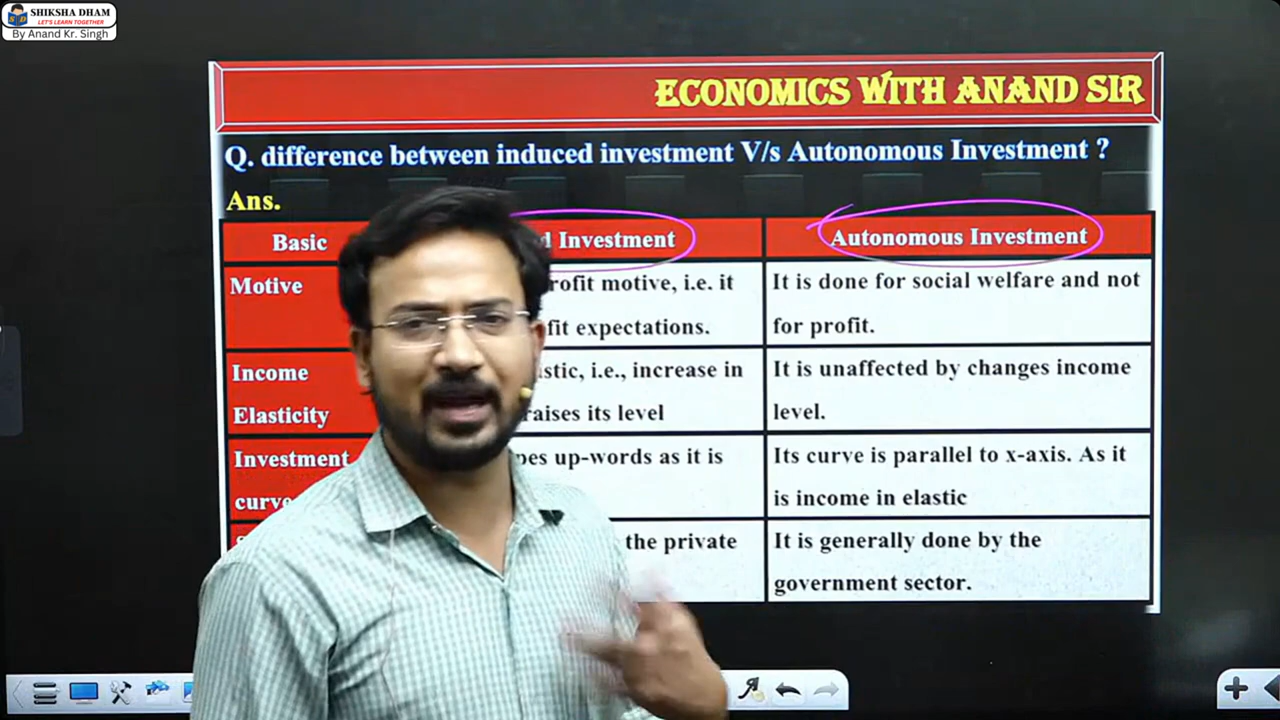 SHIKSHA DHAM
LET'S LEARN TOGETHER
By Anand Kr. Singh
ECONOMICS WITH ANAND SIR
Q. difference between induced investment V/s Autonomous Investment ?
Ans.
Basic
Investment
Autonomous Investment
Motive
motive, i.e. it
expectations.
It is done for social welfare and not
for profit.
Income
Elasticity
i.e., increase in
raises its level
It is unaffected by changes income
level.
Investment
curve
up-words as it is
Its curve is parallel to x-axis. As it
is income in elastic
the private
It is generally done by the
government sector.